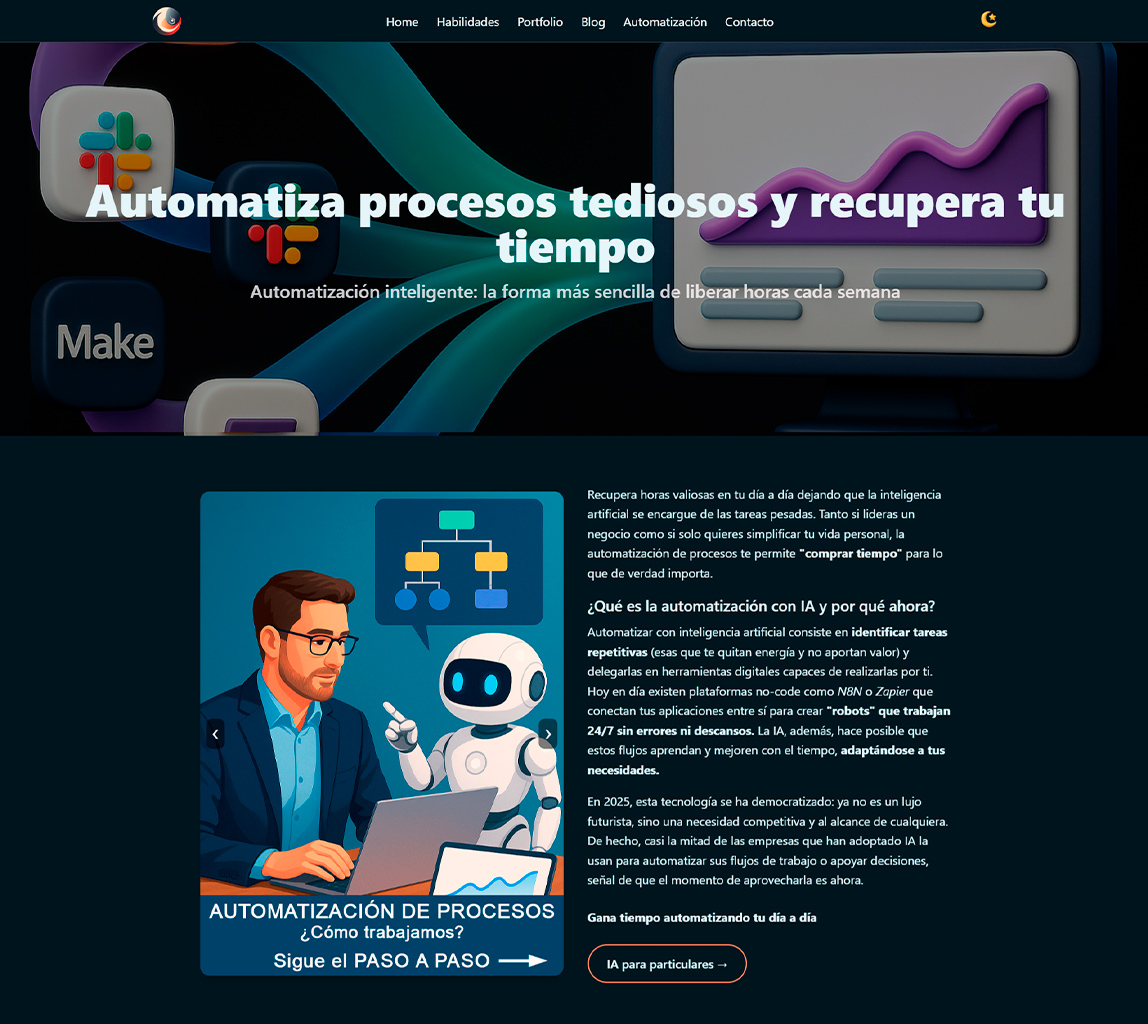 Home Habilidades Portfolio Blog Automatización Contacto
Automatiza procesos tediosos y recupera tu
tiempo
Automatización inteligente: la forma más sencilla de liberar horas cada semana
Make
AUTOMATIZACIÓN DE PROCESOS
¿Cómo trabajamos?
Sigue el PASO A PASO
Recupera horas valiosas en tu día a día dejando que la inteligencia
artificial se encargue de las tareas pesadas. Tanto si lideras un
negocio como si solo quieres simplificar tu vida personal, la
automatización de procesos te permite "comprar tiempo" para lo
que de verdad importa.
¿Qué es la automatización con IA y por qué ahora?
Automatizar con inteligencia artificial consiste en identificar tareas
repetitivas (esas que te quitan energía y no aportan valor) y
delegarlas en herramientas digitales capaces de realizarlas por ti.
Hoy en día existen plataformas no-code como N8N o Zapier que
conectan tus aplicaciones entre sí para crear "robots" que trabajan
24/7 sin errores ni descansos. La IA, además, hace posible que
estos flujos aprendan y mejoren con el tiempo, adaptándose a tus
necesidades.
En 2025, esta tecnología se ha democratizado: ya no es un lujo
futurista, sino una necesidad competitiva y al alcance de cualquiera.
De hecho, casi la mitad de las empresas que han adoptado IA la
usan para automatizar sus flujos de trabajo o apoyar decisiones,
señal de que el momento de aprovecharla es ahora.
Gana tiempo automatizando tu día a día
IA para particulares →